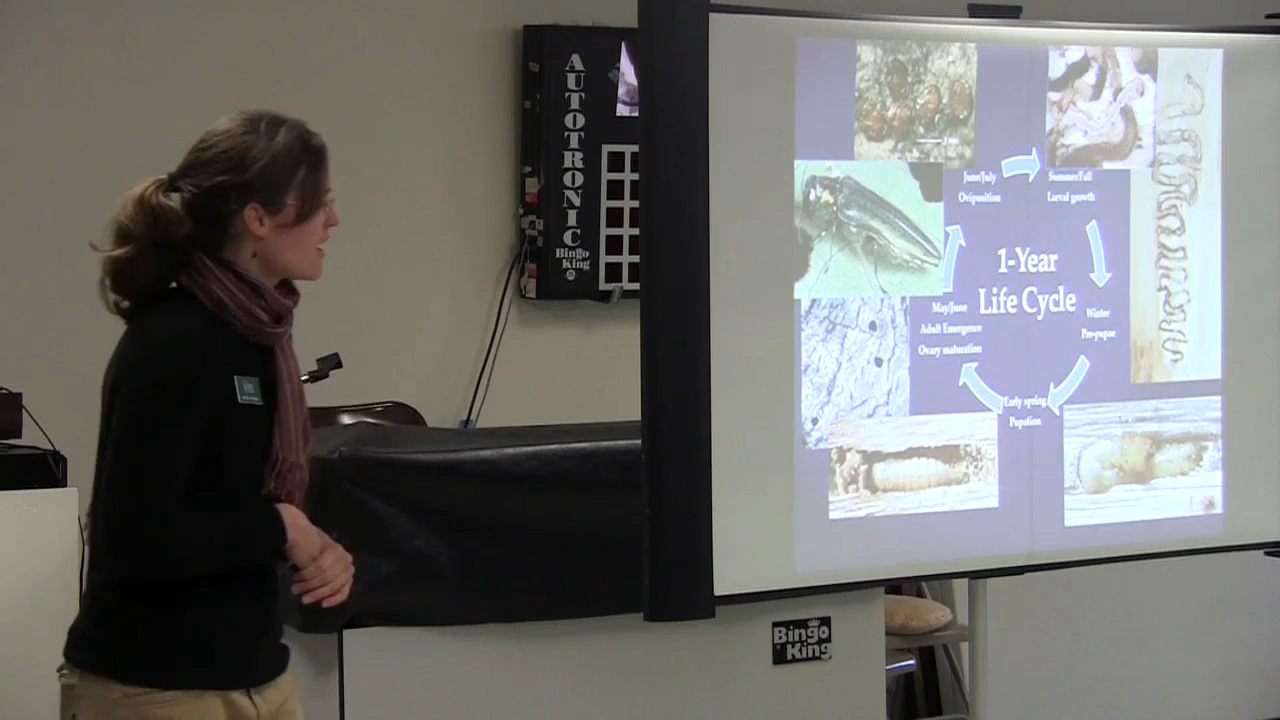 AUTOTRONIC
Bingo
King
June/July
Oviposition
Summer/Fall
Larval growth
1-Year
Life Cycle
May/June
Adult Emergence
Ovary maturation
Winter
Pre-pupae
Early spring
Pupation
Bingo
King